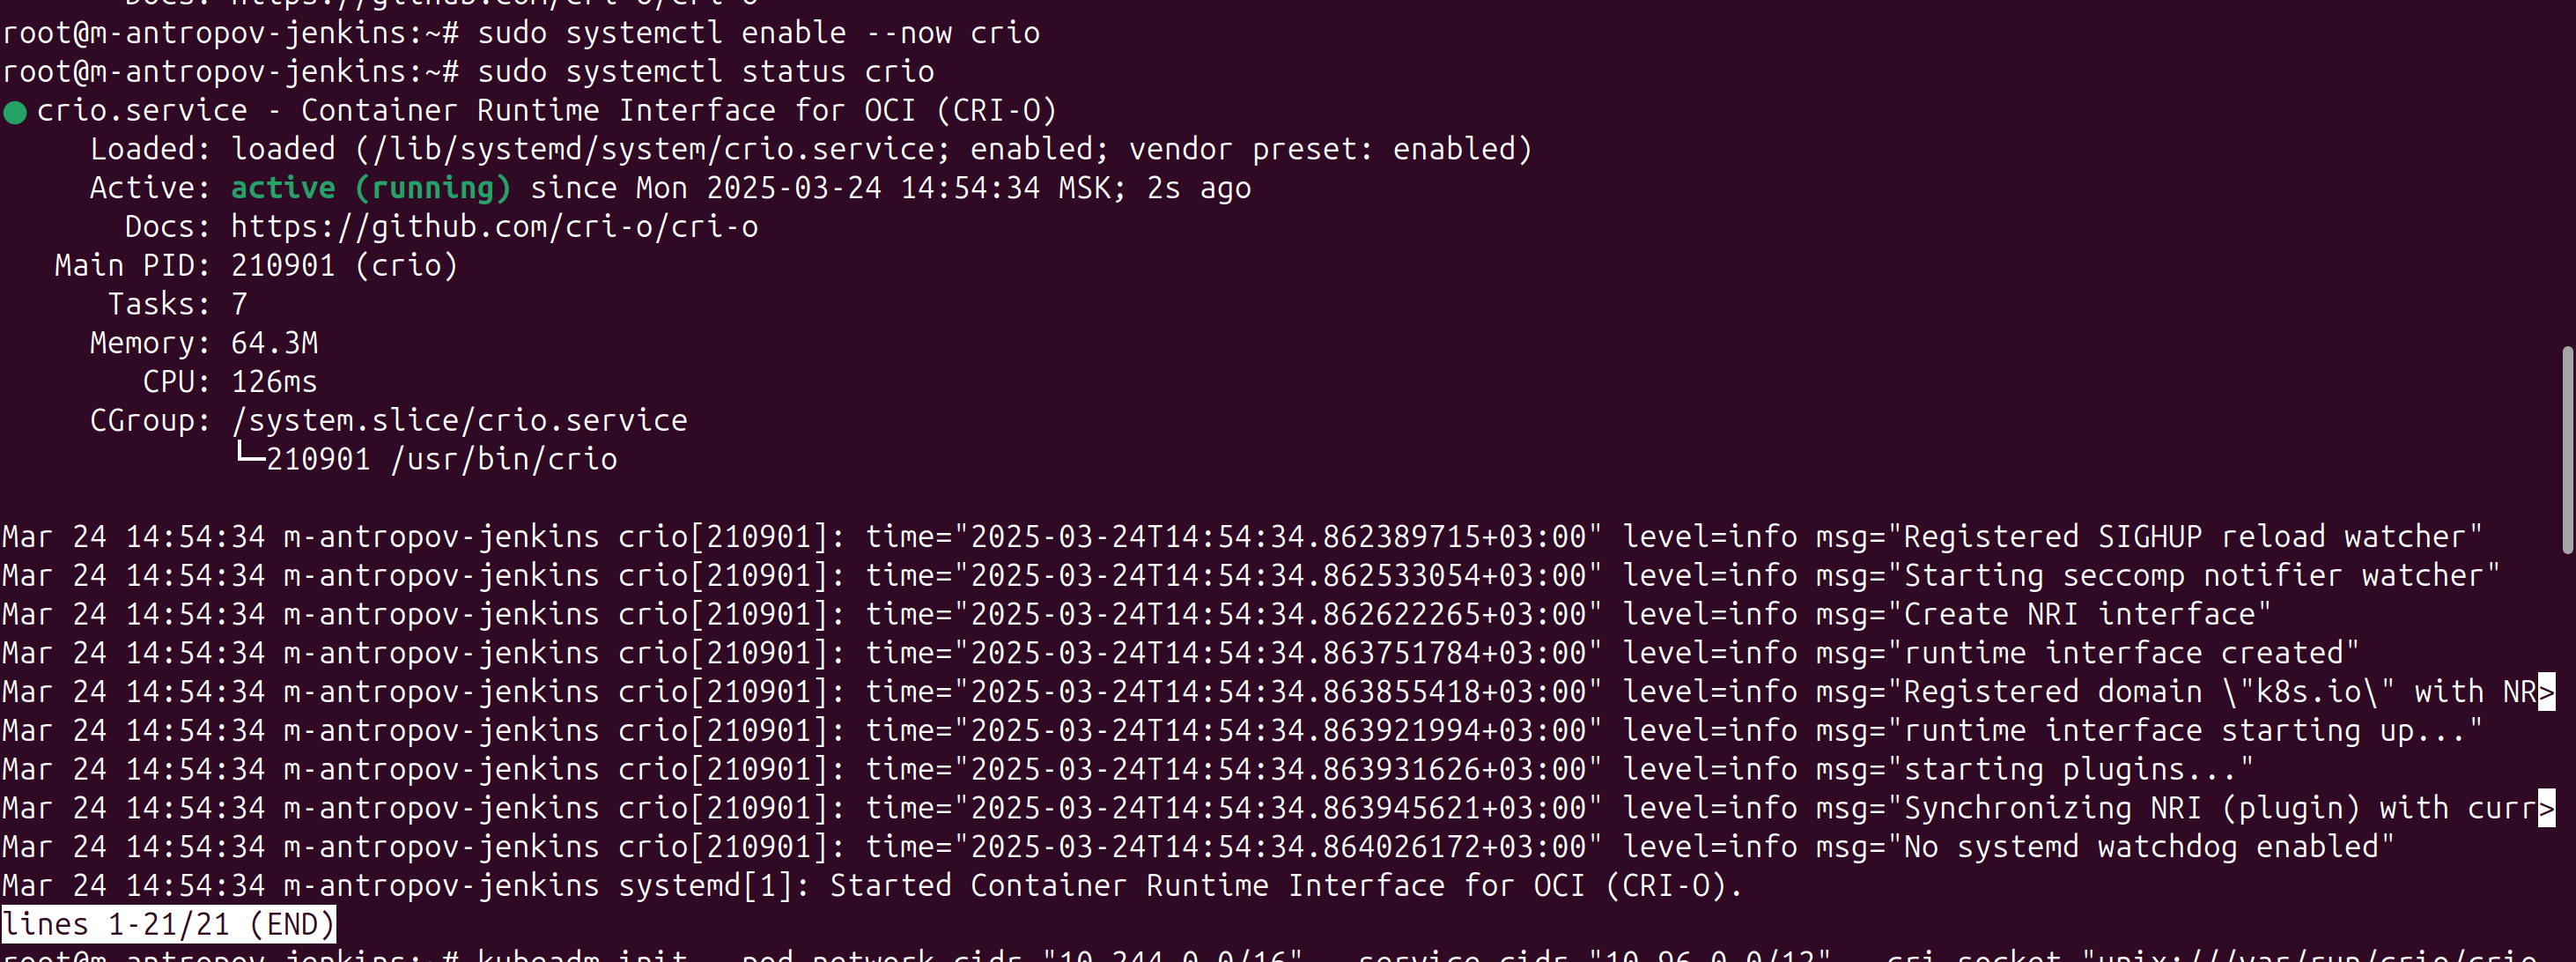 Docs: https://github.com/cri-o/cri-o
root@m-antropov-jenkins:~# sudo systemctl enable --now crio
root@m-antropov-jenkins:~# sudo systemctl status crio
● crio.service - Container Runtime Interface for OCI (CRI-O)
     Loaded: loaded (/lib/systemd/system/crio.service; enabled; vendor preset: enabled)
     Active: active (running) since Mon 2025-03-24 14:54:34 MSK; 2s ago
       Docs: https://github.com/cri-o/cri-o
   Main PID: 210901 (crio)
      Tasks: 7
     Memory: 64.3M
        CPU: 126ms
     CGroup: /system.slice/crio.service
             └─210901 /usr/bin/crio
Mar 24 14:54:34 m-antropov-jenkins crio[210901]: time="2025-03-24T14:54:34.862389715+03:00" level=info msg="Registered SIGHUP reload watcher"
Mar 24 14:54:34 m-antropov-jenkins crio[210901]: time="2025-03-24T14:54:34.862533054+03:00" level=info msg="Starting seccomp notifier watcher"
Mar 24 14:54:34 m-antropov-jenkins crio[210901]: time="2025-03-24T14:54:34.862622265+03:00" level=info msg="Create NRI interface"
Mar 24 14:54:34 m-antropov-jenkins crio[210901]: time="2025-03-24T14:54:34.863751784+03:00" level=info msg="runtime interface created"
Mar 24 14:54:34 m-antropov-jenkins crio[210901]: time="2025-03-24T14:54:34.863855418+03:00" level=info msg="Registered domain \"k8s.io\" with NR>
Mar 24 14:54:34 m-antropov-jenkins crio[210901]: time="2025-03-24T14:54:34.863921994+03:00" level=info msg="runtime interface starting up..."
Mar 24 14:54:34 m-antropov-jenkins crio[210901]: time="2025-03-24T14:54:34.863931626+03:00" level=info msg="starting plugins..."
Mar 24 14:54:34 m-antropov-jenkins crio[210901]: time="2025-03-24T14:54:34.863945621+03:00" level=info msg="Synchronizing NRI (plugin) with curr>
Mar 24 14:54:34 m-antropov-jenkins crio[210901]: time="2025-03-24T14:54:34.864026172+03:00" level=info msg="No systemd watchdog enabled"
Mar 24 14:54:34 m-antropov-jenkins systemd[1]: Started Container Runtime Interface for OCI (CRI-O).
lines 1-21/21 (END)
root@m-antropov-jenkins:~# kubeadm init --pod-network-cidr="10.244.0.0/16" --service-cidr="10.96.0.0/12" --cri-socket "unix:///var/run/crio/crio